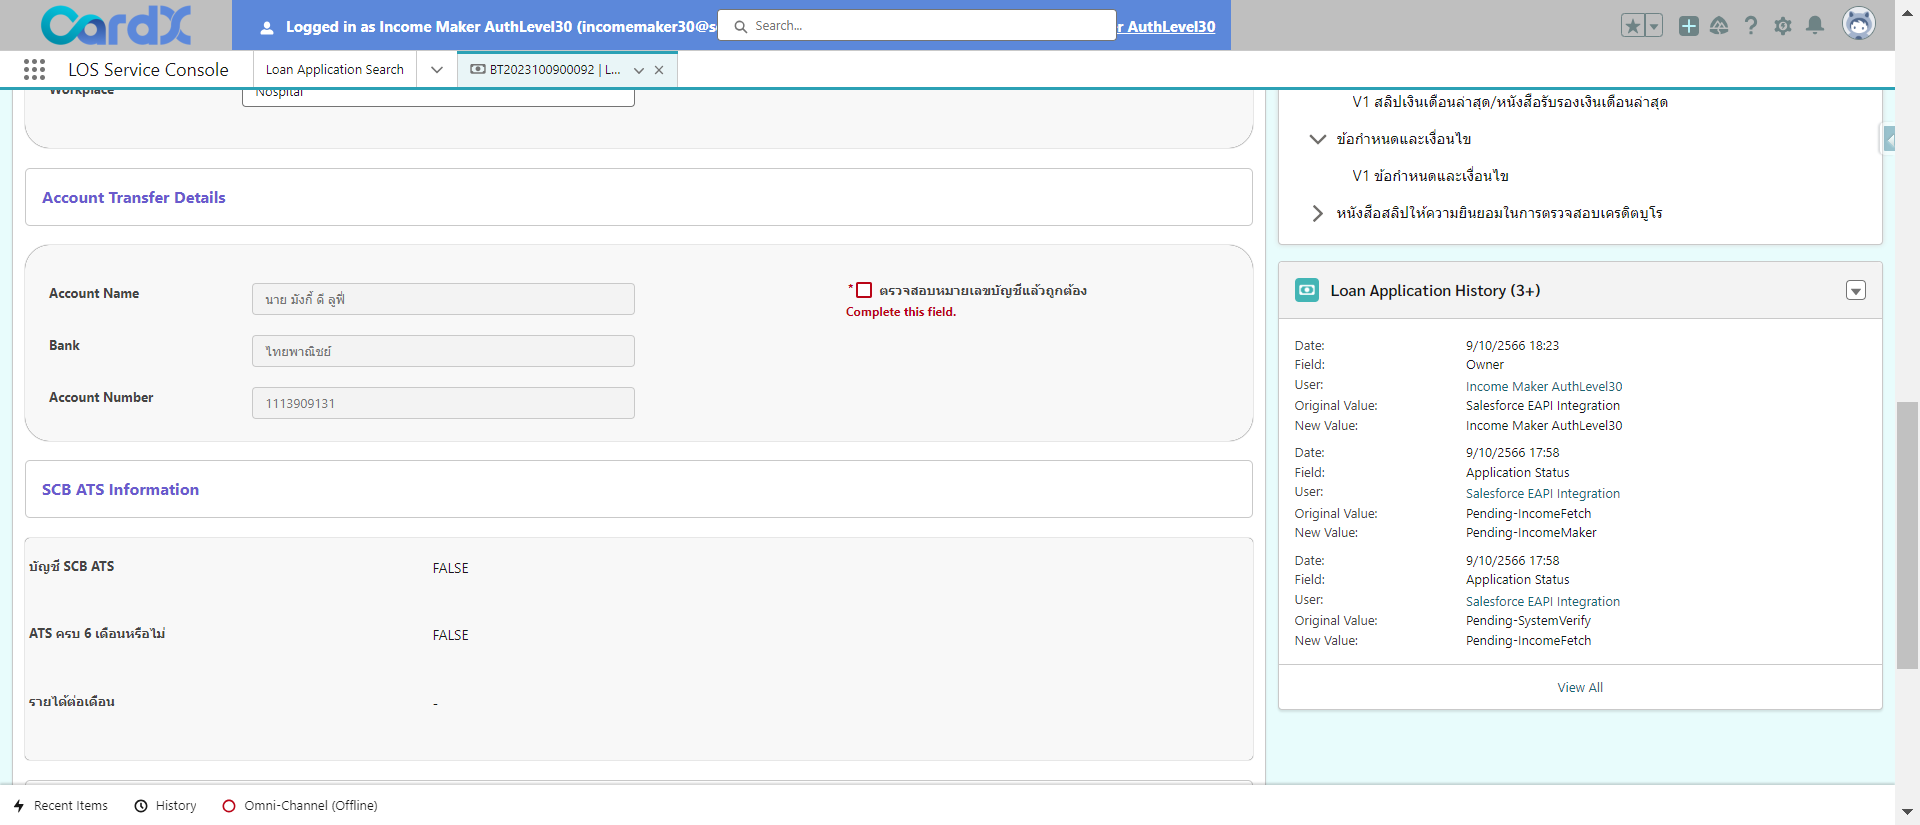 CardX
Logged in as Income Maker AuthLevel30 (incomemaker30@s
Search...
r AuthLevel30
LOS Service Console
Loan Application Search
BT2023100900092 | L...
Workplace
Nospital
Account Transfer Details
Account Name
นาย มังกี้ ดี ลูฟี่
*
ตรวจสอบหมายเลขบัญชีแล้วถูกต้อง
Complete this field.
Bank
ไทยพาณิชย์
Account Number
1113909131
SCB ATS Information
บัญชี SCB ATS
FALSE
ATS ครบ 6 เดือนหรือไม่
FALSE
รายได้ต่อเดือน
-
V1 สลิปเงินเดือนล่าสุด/หนังสือรับรองเงินเดือนล่าสุด
ข้อกำหนดและเงื่อนไข
V1 ข้อกำหนดและเงื่อนไข
หนังสือสลิปให้ความยินยอมในการตรวจสอบเครดิตบูโร
Loan Application History (3+)
Date: 9/10/2566 18:23
Field: Owner
User: Income Maker AuthLevel30
Original Value: Salesforce EAPI Integration
New Value: Income Maker AuthLevel30
Date: 9/10/2566 17:58
Field: Application Status
User: Salesforce EAPI Integration
Original Value: Pending-IncomeFetch
New Value: Pending-IncomeMaker
Date: 9/10/2566 17:58
Field: Application Status
User: Salesforce EAPI Integration
Original Value: Pending-SystemVerify
New Value: Pending-IncomeFetch
View All
Recent Items
History
Omni-Channel (Offline)